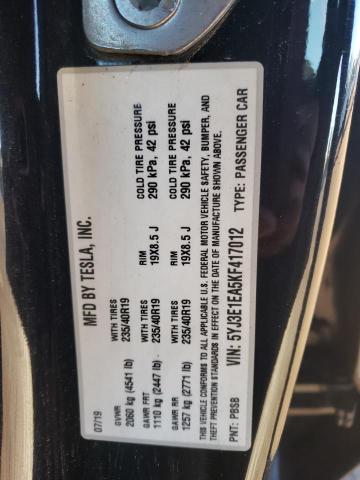 MFD BY TESLA, INC.
07/19
GVWR WITH TIRES
2060 kg (4541 lb) 235/40R19
GAWR FRT WITH TIRES RIM COLD TIRE PRESSURE
1110 kg (2447 lb) 235/40R19 19X8.5 J 290 kPa, 42 psi
GAWR RR WITH TIRES RIM COLD TIRE PRESSURE
1257 kg (2771 lb) 235/40R19 19X8.5 J 290 kPa, 42 psi
THIS VEHICLE CONFORMS TO ALL APPLICABLE U.S. FEDERAL MOTOR VEHICLE SAFETY, BUMPER, AND
THEFT PREVENTION STANDARDS IN EFFECT ON THE DATE OF MANUFACTURE SHOWN ABOVE.
VIN: 5YJ3E1EA5KF417012 TYPE: PASSENGER CAR
PNT: PBSB